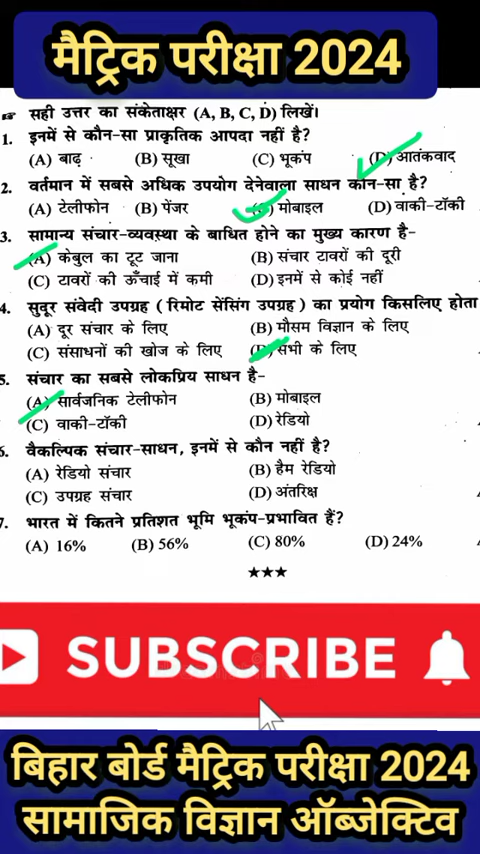 मैट्रिक परीक्षा 2024
☞ सही उत्तर का संकेताक्षर (A, B, C, D) लिखें।
1. इनमें से कौन-सा प्राकृतिक आपदा नहीं है?
(A) बाढ़ (B) सूखा (C) भूकंप (D) आतंकवाद
2. वर्तमान में सबसे अधिक उपयोग देनेवाला साधन कौन-सा है?
(A) टेलीफोन (B) पेंजर (C) मोबाइल (D) वाकी-टॉकी
3. सामान्य संचार-व्यवस्था के बाधित होने का मुख्य कारण है-
(A) केबुल का टूट जाना (B) संचार टावरों की दूरी
(C) टावरों की ऊँचाई में कमी (D) इनमें से कोई नहीं
4. सुदूर संवेदी उपग्रह (रिमोट सेंसिंग उपग्रह) का प्रयोग किसलिए होता
(A) दूर संचार के लिए (B) मौसम विज्ञान के लिए
(C) संसाधनों की खोज के लिए (D) सभी के लिए
5. संचार का सबसे लोकप्रिय साधन है-
(A) सार्वजनिक टेलीफोन (B) मोबाइल
(C) वाकी-टॉकी (D) रेडियो
6. वैकल्पिक संचार-साधन, इनमें से कौन नहीं है?
(A) रेडियो संचार (B) हैम रेडियो
(C) उपग्रह संचार (D) अंतरिक्ष
7. भारत में कितने प्रतिशत भूमि भूकंप-प्रभावित हैं?
(A) 16% (B) 56% (C) 80% (D) 24%
★★★
SUBSCRIBE
बिहार बोर्ड मैट्रिक परीक्षा 2024
सामाजिक विज्ञान ऑब्जेक्टिव